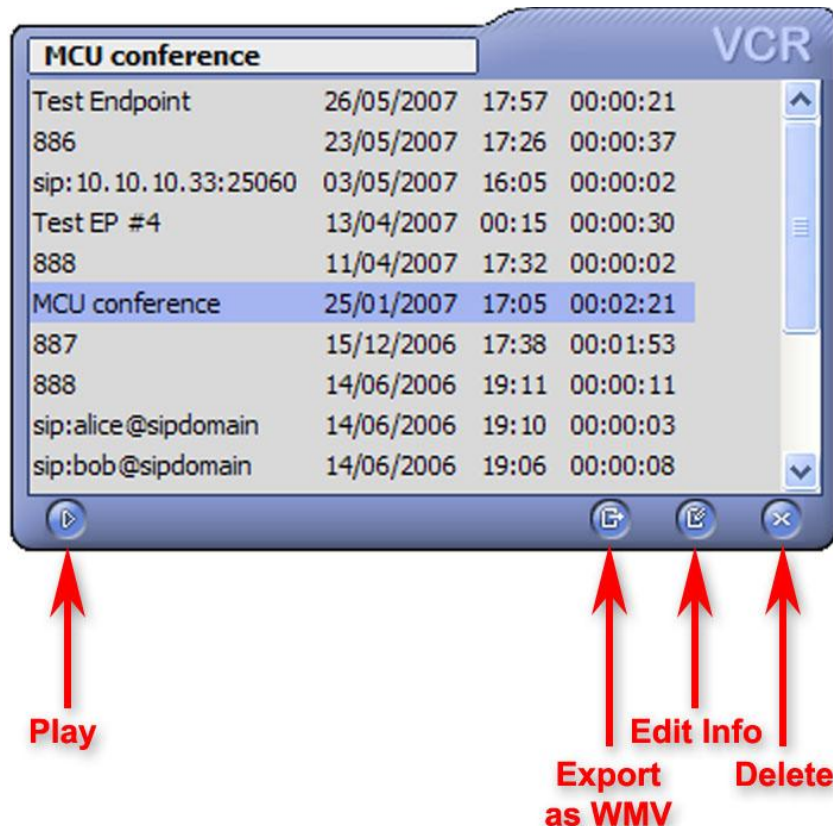 MCU conference VCR
Test Endpoint 26/05/2007 17:57 00:00:21
886 23/05/2007 17:26 00:00:37
sip:10.10.10.33:25060 03/05/2007 16:05 00:00:02
Test EP #4 13/04/2007 00:15 00:00:30
888 11/04/2007 17:32 00:00:02
MCU conference 25/01/2007 17:05 00:02:21
887 15/12/2006 17:38 00:01:53
888 14/06/2006 19:11 00:00:11
sip:alice@sipdomain 14/06/2006 19:10 00:00:03
sip:bob@sipdomain 14/06/2006 19:06 00:00:08
Play
Edit Info
Export
as WMV
Delete